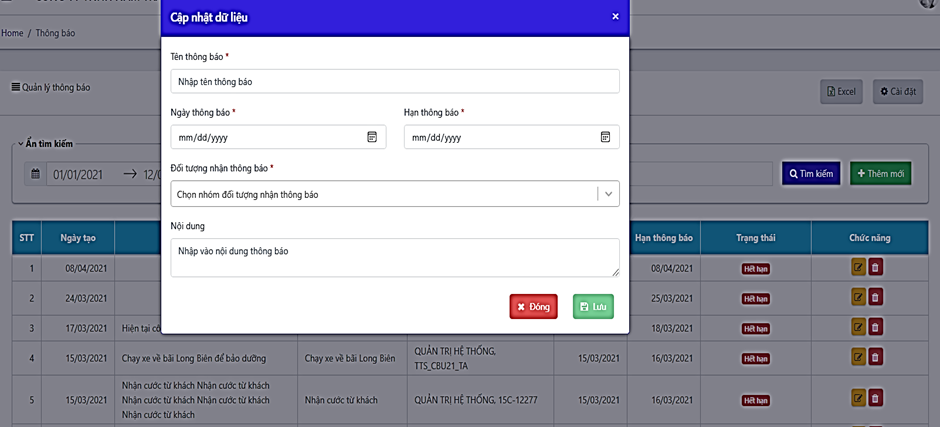 Cập nhật dữ liệu ×
Home / Thông báo
Tên thông báo *
Nhập tên thông báo
Quản lý thông báo
Excel
Cài đặt
Ngày thông báo * Hạn thông báo *
mm/dd/yyyy mm/dd/yyyy
Ẩn tìm kiếm
01/01/2021 → 12/0
Đối tượng nhận thông báo *
Chọn nhóm đối tượng nhận thông báo
Tìm kiếm
+ Thêm mới
Nội dung
Nhập vào nội dung thông báo
Đóng
Lưu
STT Ngày tạo Hạn thông báo Trạng thái Chức năng
1 08/04/2021 08/04/2021 Hết hạn
2 24/03/2021 25/03/2021 Hết hạn
3 17/03/2021 Hiện tại 18/03/2021 Hết hạn
4 15/03/2021 Chạy xe về bãi Long Biên để bảo dưỡng Chạy xe về bãi Long Biên QUẢN TRỊ HỆ THỐNG, 15/03/2021 16/03/2021 Hết hạn
TTS_CBU21_TA
Nhận cước từ khách Nhận cước từ khách
5 15/03/2021 Nhận cước từ khách Nhận cước từ khách Nhận cước từ khách QUẢN TRỊ HỆ THỐNG, 15C-12277 15/03/2021 16/03/2021 Hết hạn
Nhận cước từ khách